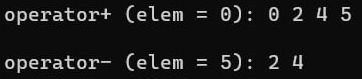 operator+ (elem = 0): 0 2 4 5
operator- (elem = 5): 2 4